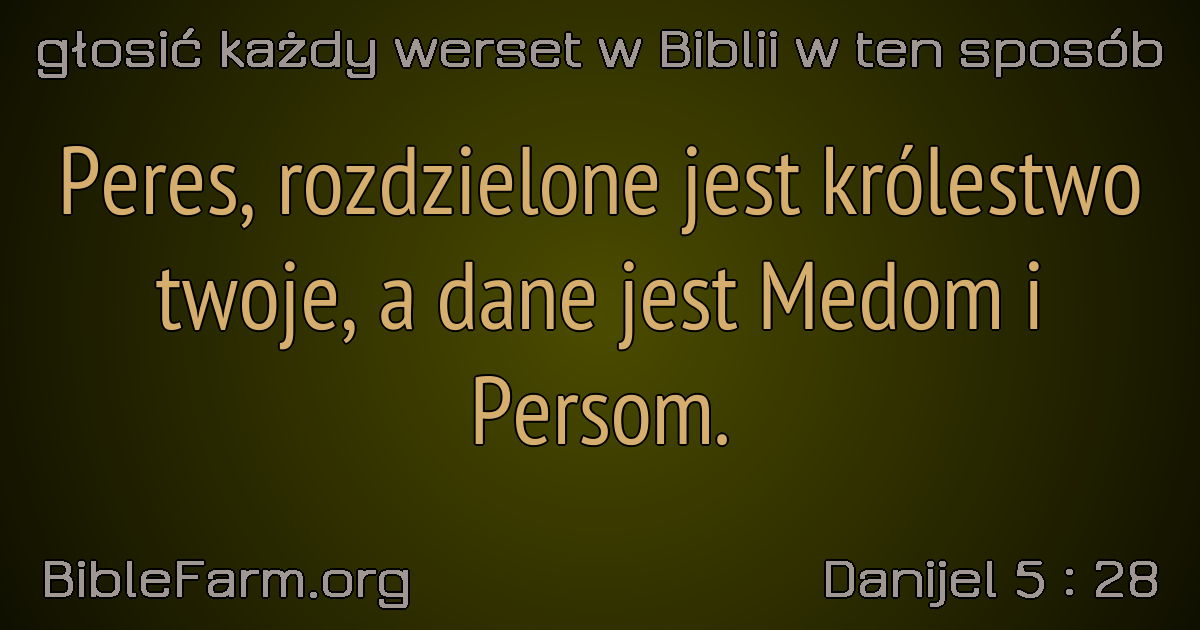 głosić każdy werset w Biblii w ten sposób
Peres, rozdzielone jest królestwo
twoje, a dane jest Medom i
Persom.
BibleFarm.org
Danijel 5 : 28